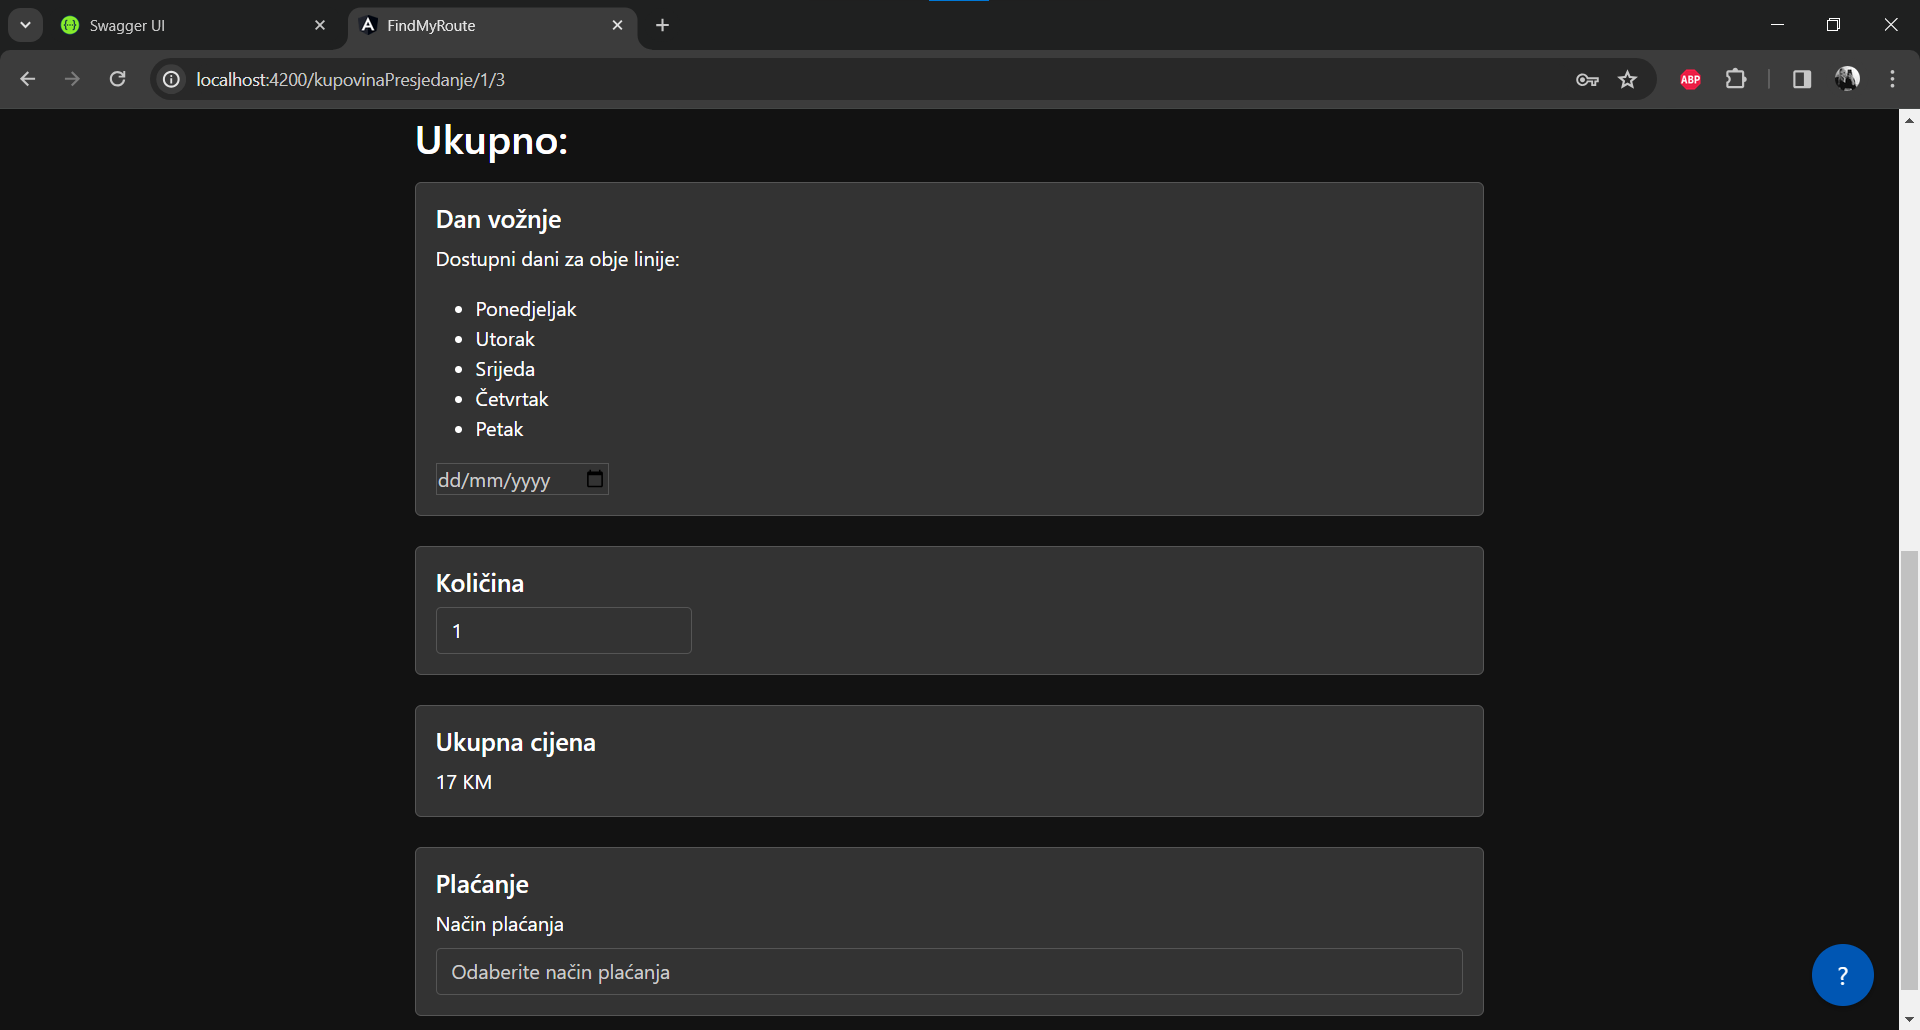 Swagger UI
FindMyRoute
localhost:4200/kupovinaPresjedanje/1/3
ABP
Ukupno:
Dan vožnje
Dostupni dani za obje linije:
Ponedjeljak
Utorak
Srijeda
Četvrtak
Petak
dd/mm/yyyy
Količina
1
Ukupna cijena
17 KM
Plaćanje
Način plaćanja
Odaberite način plaćanja
?